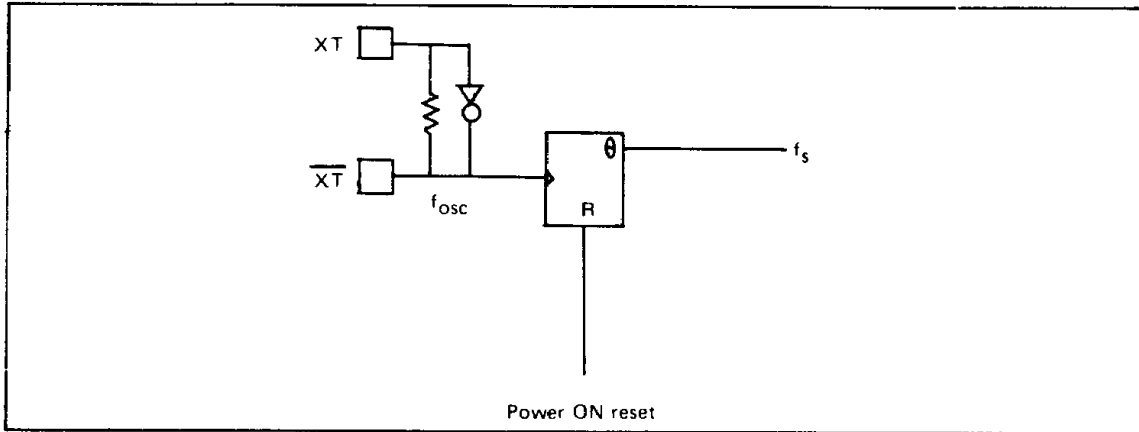 XT
XT
fosc
θ
R
fs
Power ON reset